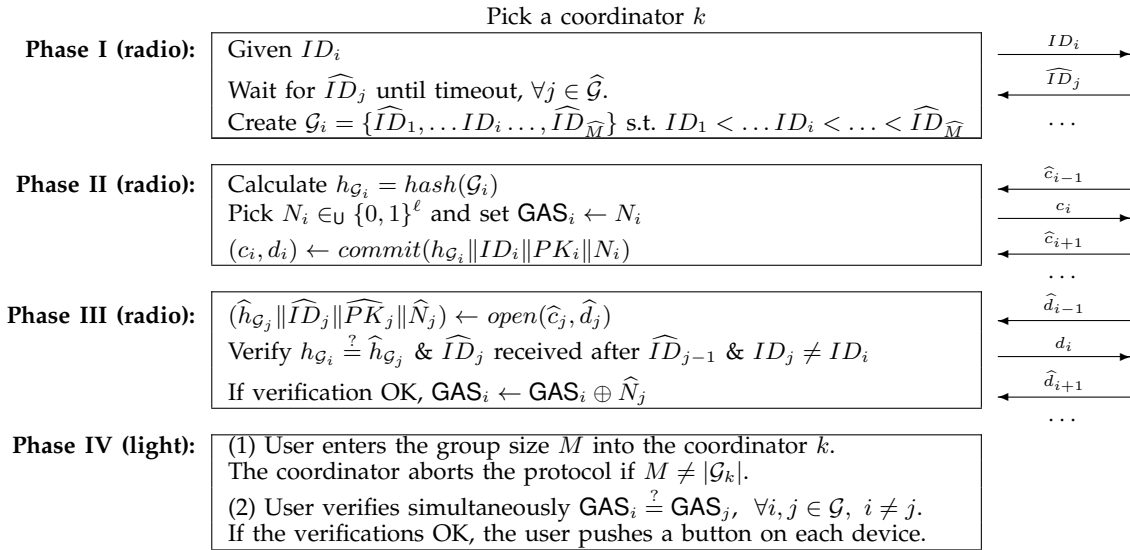 Pick a coordinator k
Phase I (radio):
Given ID_i
Wait for \widehat{ID}_j until timeout, ∀j ∈ \widehat{𝒢}.
Create 𝒢_i = {\widehat{ID}_1, … ID_i …, \widehat{ID}_{\widehat{M}}} s.t. ID_1 < … ID_i < … < \widehat{ID}_{\widehat{M}}
ID_i
\widehat{ID}_j
…
Phase II (radio):
Calculate h_{𝒢_i} = hash(𝒢_i)
Pick N_i ∈_U {0, 1}^ℓ and set GAS_i ← N_i
(c_i, d_i) ← commit(h_{𝒢_i}‖ID_i‖PK_i‖N_i)
\widehat{c}_{i−1}
c_i
\widehat{c}_{i+1}
…
Phase III (radio):
(\widehat{h}_{𝒢_j}‖\widehat{ID}_j‖\widehat{PK}_j‖\widehat{N}_j) ← open(\widehat{c}_j, \widehat{d}_j)
Verify h_{𝒢_i} ≟ \widehat{h}_{𝒢_j} & \widehat{ID}_j received after \widehat{ID}_{j−1} & ID_j ≠ ID_i
If verification OK, GAS_i ← GAS_i ⊕ \widehat{N}_j
\widehat{d}_{i−1}
d_i
\widehat{d}_{i+1}
…
Phase IV (light):
(1) User enters the group size M into the coordinator k.
The coordinator aborts the protocol if M ≠ |𝒢_k|.
(2) User verifies simultaneously GAS_i ≟ GAS_j, ∀i, j ∈ 𝒢, i ≠ j.
If the verifications OK, the user pushes a button on each device.